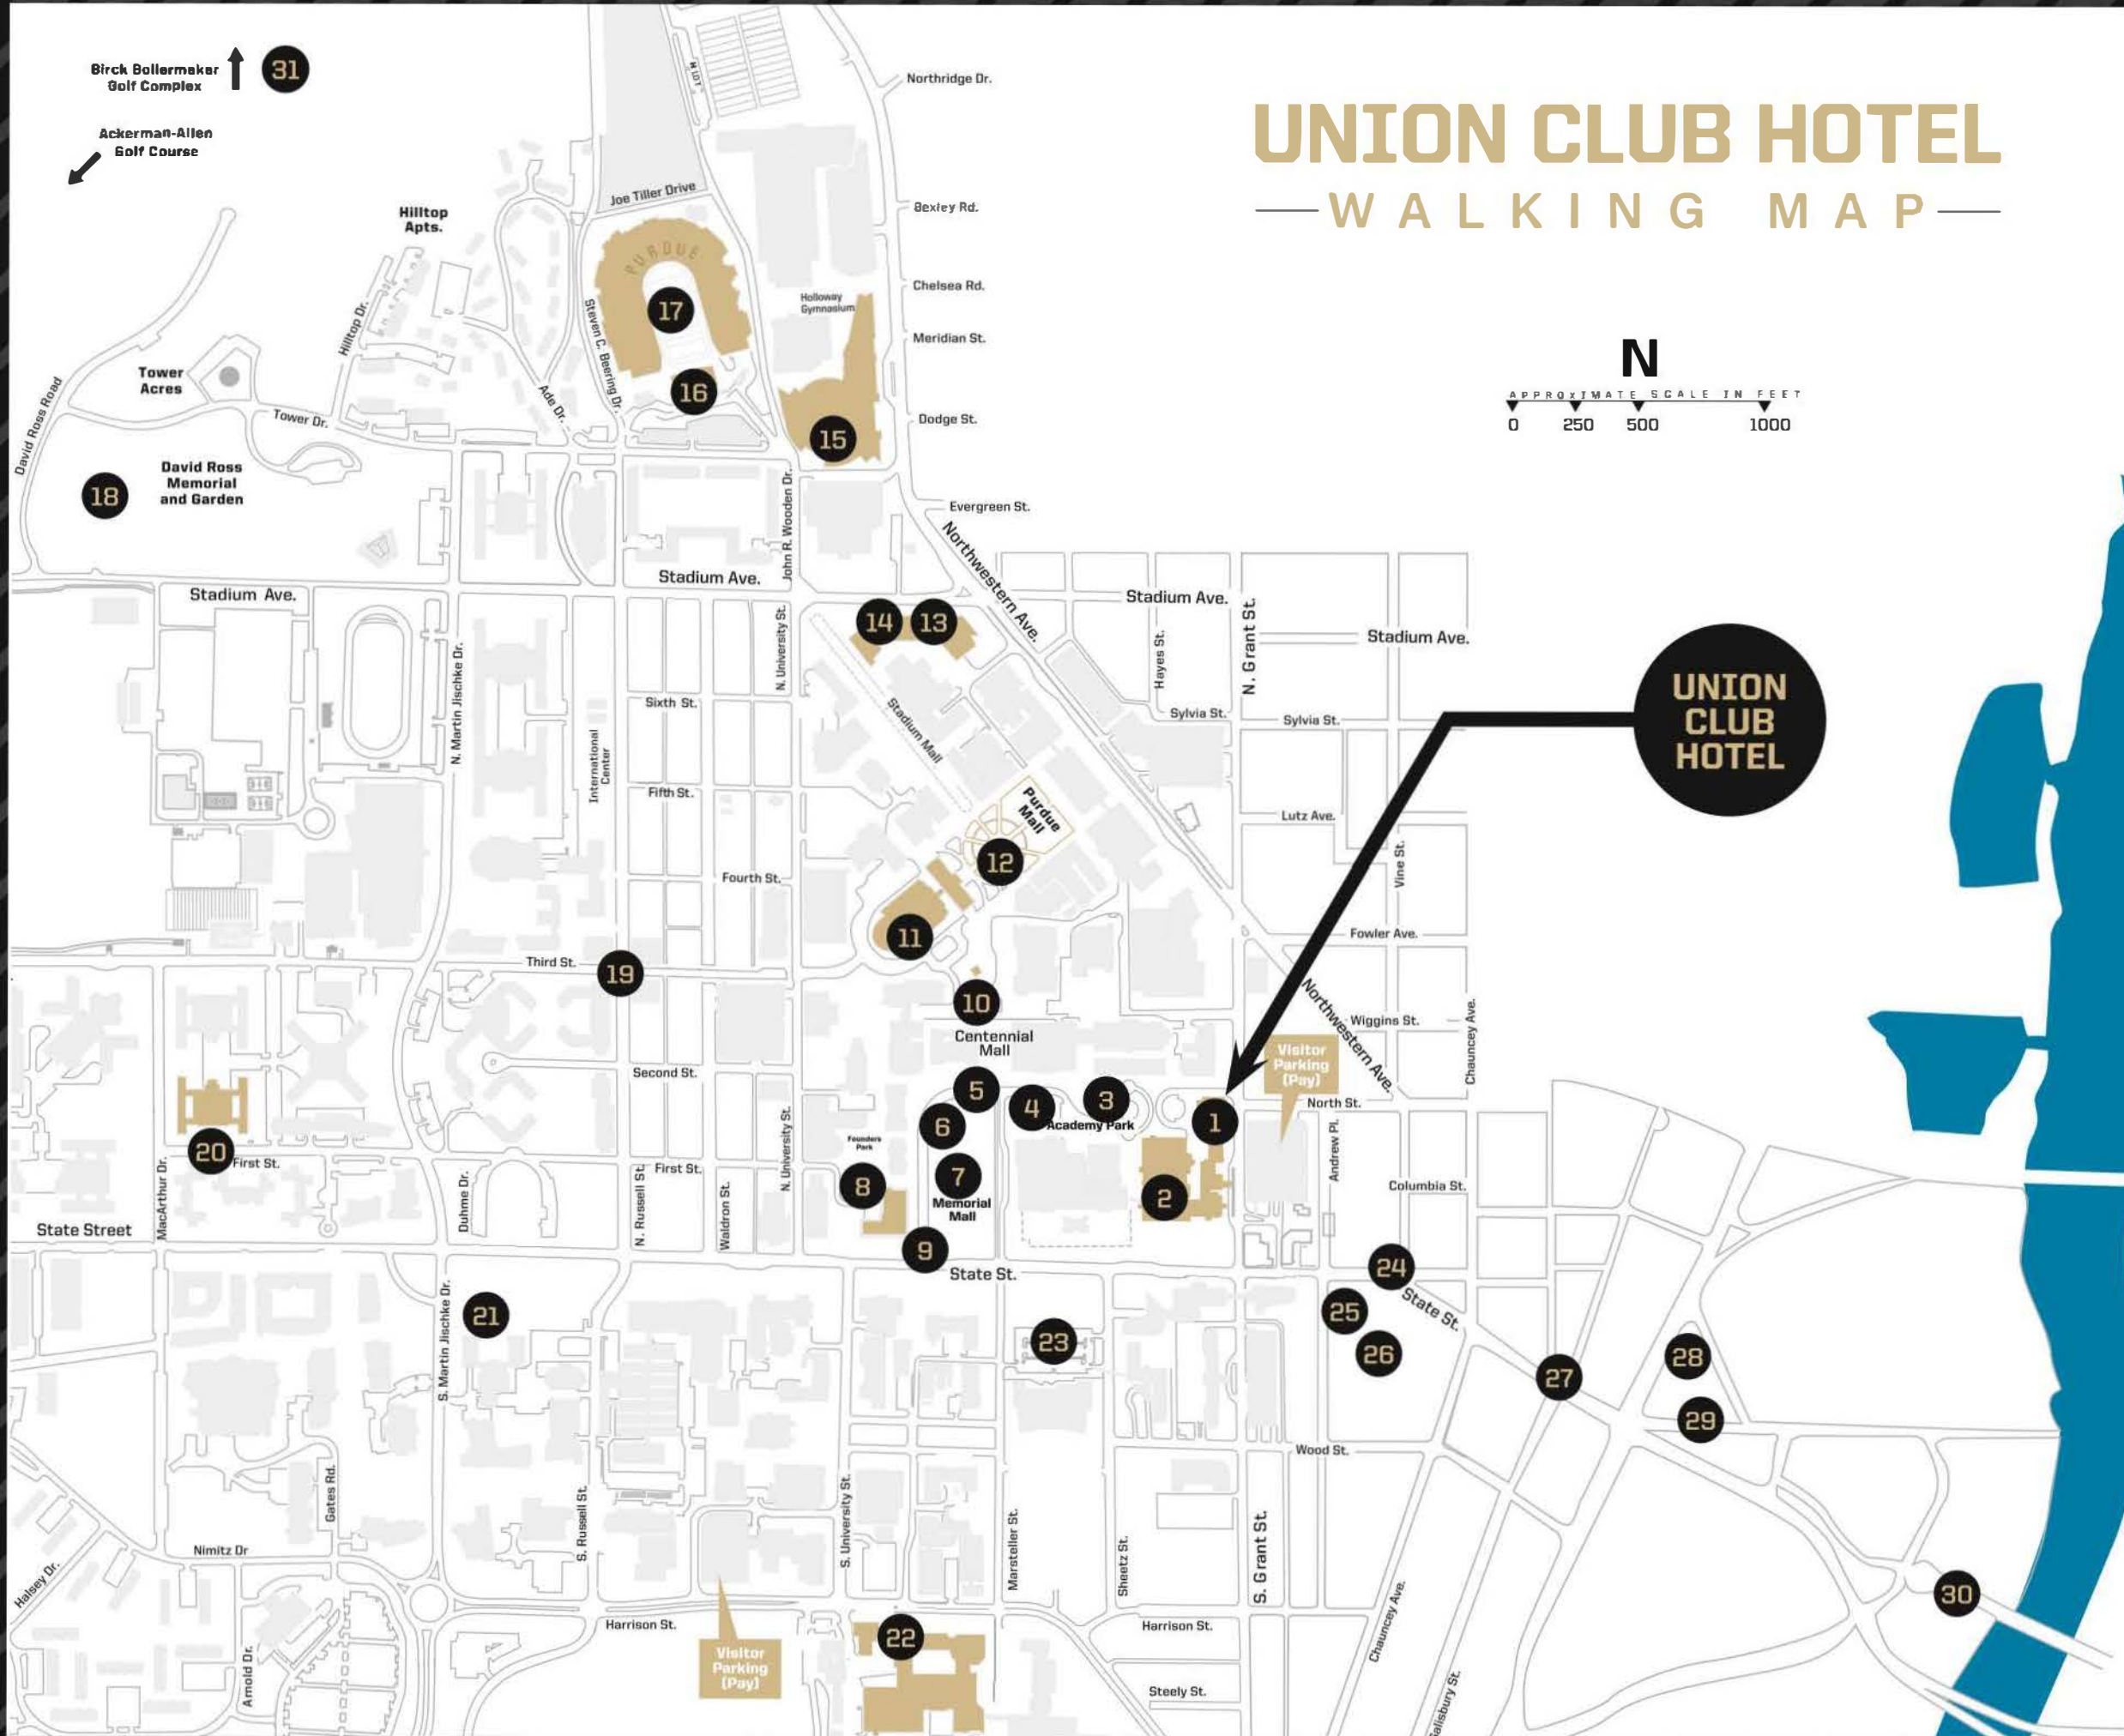 Birck Boilermaker
Golf Complex
31
Ackerman-Allen
Golf Course
UNION CLUB HOTEL
WALKING MAP
N
APPROXIMATE SCALE IN FEET
0 250 500 1000
Northridge Dr.
Bexley Rd.
Chelsea Rd.
Meridian St.
Dodge St.
Evergreen St.
Joe Tiller Drive
Hilltop
Apts.
PURDUE
17
16
15
Holloway
Gymnasium
Steven C. Beering Dr.
Hilltop Dr.
Ade Dr.
Tower
Acres
Tower Dr.
David Ross Road
18
David Ross
Memorial
and Garden
John R. Wooden Dr.
Northwestern Ave.
Stadium Ave.
Stadium Ave.
Stadium Ave.
Stadium Ave.
14
13
N. University St.
N. Martin Jischke Dr.
Hayes St.
N. Grant St.
UNION
CLUB
HOTEL
Sixth St.
Stadium Mall
Sylvia St.
Sylvia St.
International
Center
Fifth St.
Purdue
Mall
Lutz Ave.
Vine St.
12
Fourth St.
11
Fowler Ave.
Third St.
19
10
Centennial
Mall
Northwestern Ave.
Wiggins St.
Chauncey Ave.
Visitor
Parking
(Pay)
Second St.
5
4
3
Academy Park
1
North St.
6
Founders
Park
N. University St.
Andrew Pl.
20
First St.
First St.
MacArthur Dr.
Duhme Dr.
N. Russell St.
Waldron St.
8
7
Memorial
Mall
2
Columbia St.
State Street
9
State St.
24
State St.
21
S. Martin Jischke Dr.
23
25
26
27
28
29
Wood St.
Gates Rd.
S. Russell St.
S. University St.
Marsteller St.
Sheetz St.
S. Grant St.
Nimitz Dr
Halsey Dr.
Chauncey Ave.
30
Harrison St.
22
Harrison St.
Visitor
Parking
(Pay)
Arnold Dr.
Steely St.